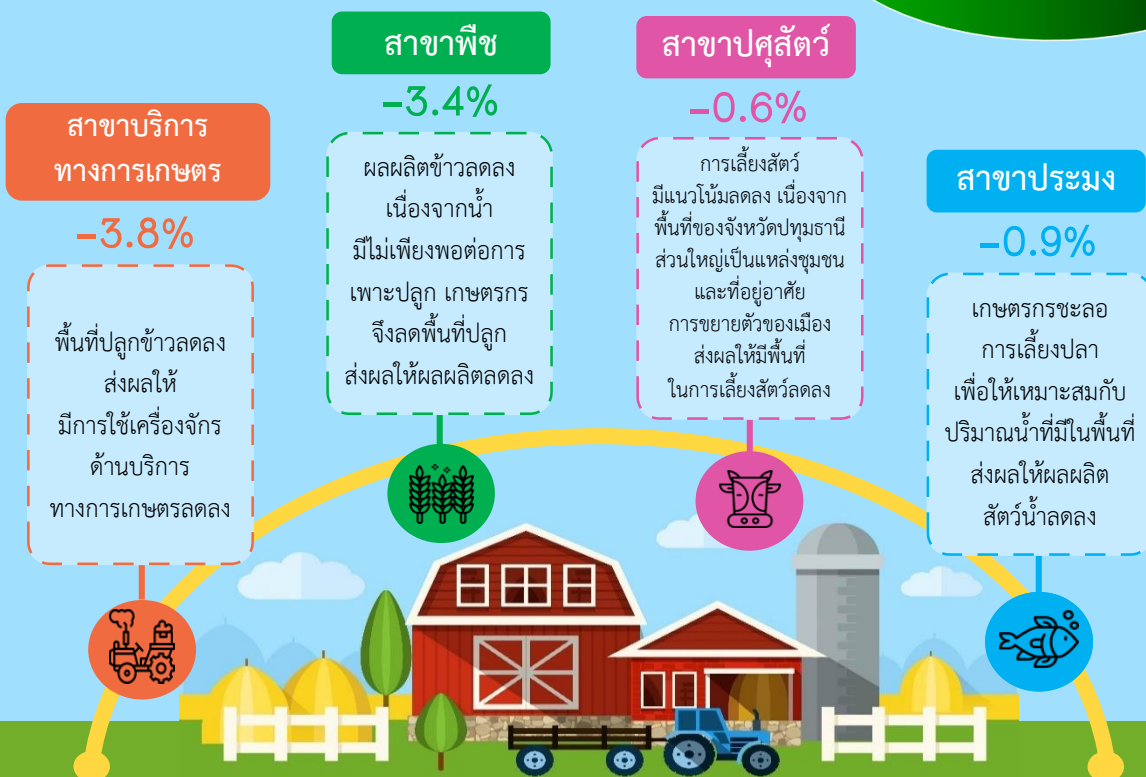 สาขาบริการ
ทางการเกษตร
-3.8%
พื้นที่ปลูกข้าวลดลง
ส่งผลให้
มีการใช้เครื่องจักร
ด้านบริการ
ทางการเกษตรลดลง
สาขาพืช
-3.4%
ผลผลิตข้าวลดลง
เนื่องจากน้ำ
มีไม่เพียงพอต่อการ
เพาะปลูก เกษตรกร
จึงลดพื้นที่ปลูก
ส่งผลให้ผลผลิตลดลง
สาขาปศุสัตว์
-0.6%
การเลี้ยงสัตว์
มีแนวโน้มลดลง เนื่องจาก
พื้นที่ของจังหวัดปทุมธานี
ส่วนใหญ่เป็นแหล่งชุมชน
และที่อยู่อาศัย
การขยายตัวของเมือง
ส่งผลให้มีพื้นที่
ในการเลี้ยงสัตว์ลดลง
สาขาประมง
-0.9%
เกษตรกรชะลอ
การเลี้ยงปลา
เพื่อให้เหมาะสมกับ
ปริมาณน้ำที่มีในพื้นที่
ส่งผลให้ผลผลิต
สัตว์น้ำลดลง